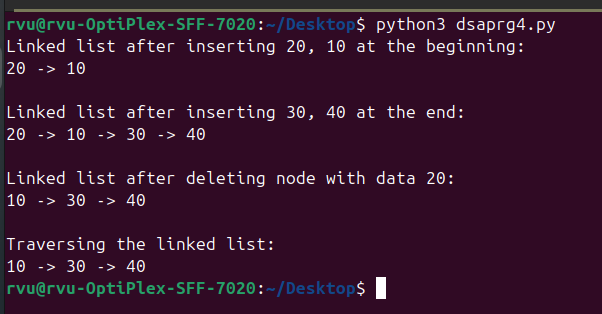 rvu@rvu-OptiPlex-SFF-7020:~/Desktop$ python3 dsaprg4.py
Linked list after inserting 20, 10 at the beginning:
20 -> 10
Linked list after inserting 30, 40 at the end:
20 -> 10 -> 30 -> 40
Linked list after deleting node with data 20:
10 -> 30 -> 40
Traversing the linked list:
10 -> 30 -> 40
rvu@rvu-OptiPlex-SFF-7020:~/Desktop$